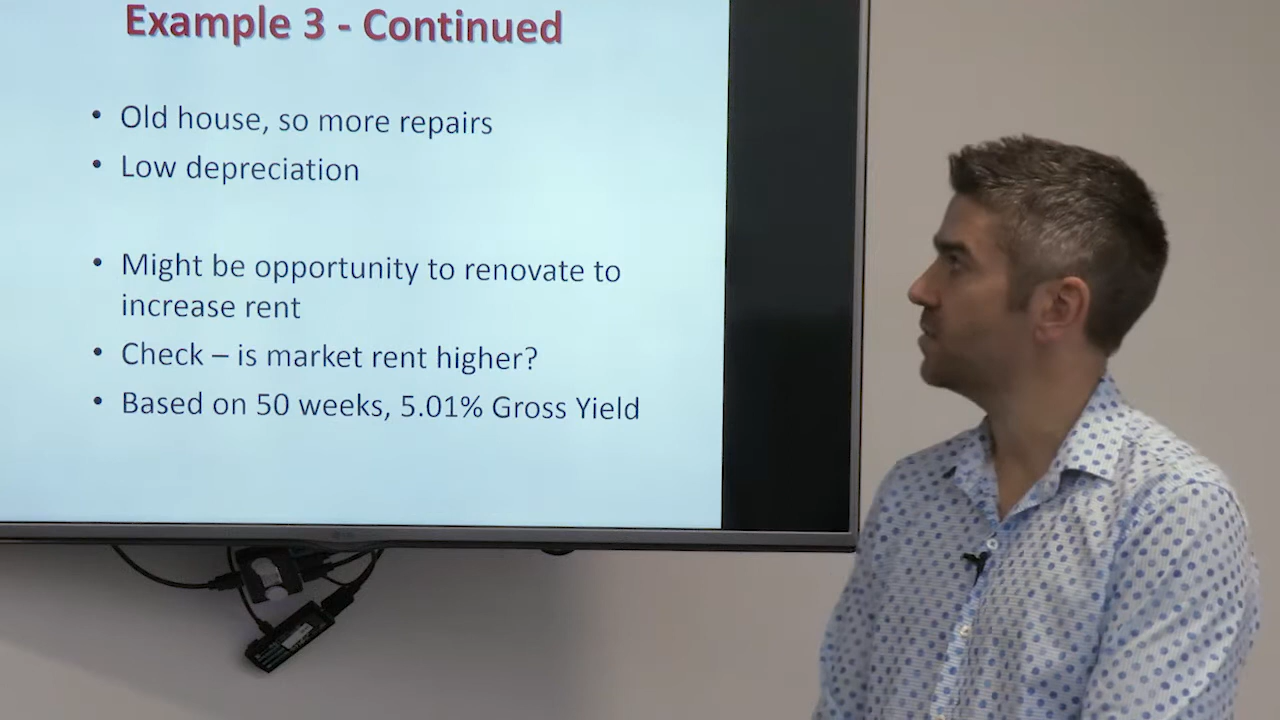 Example 3 - Continued
• Old house, so more repairs
• Low depreciation
• Might be opportunity to renovate to
increase rent
• Check – is market rent higher?
• Based on 50 weeks, 5.01% Gross Yield